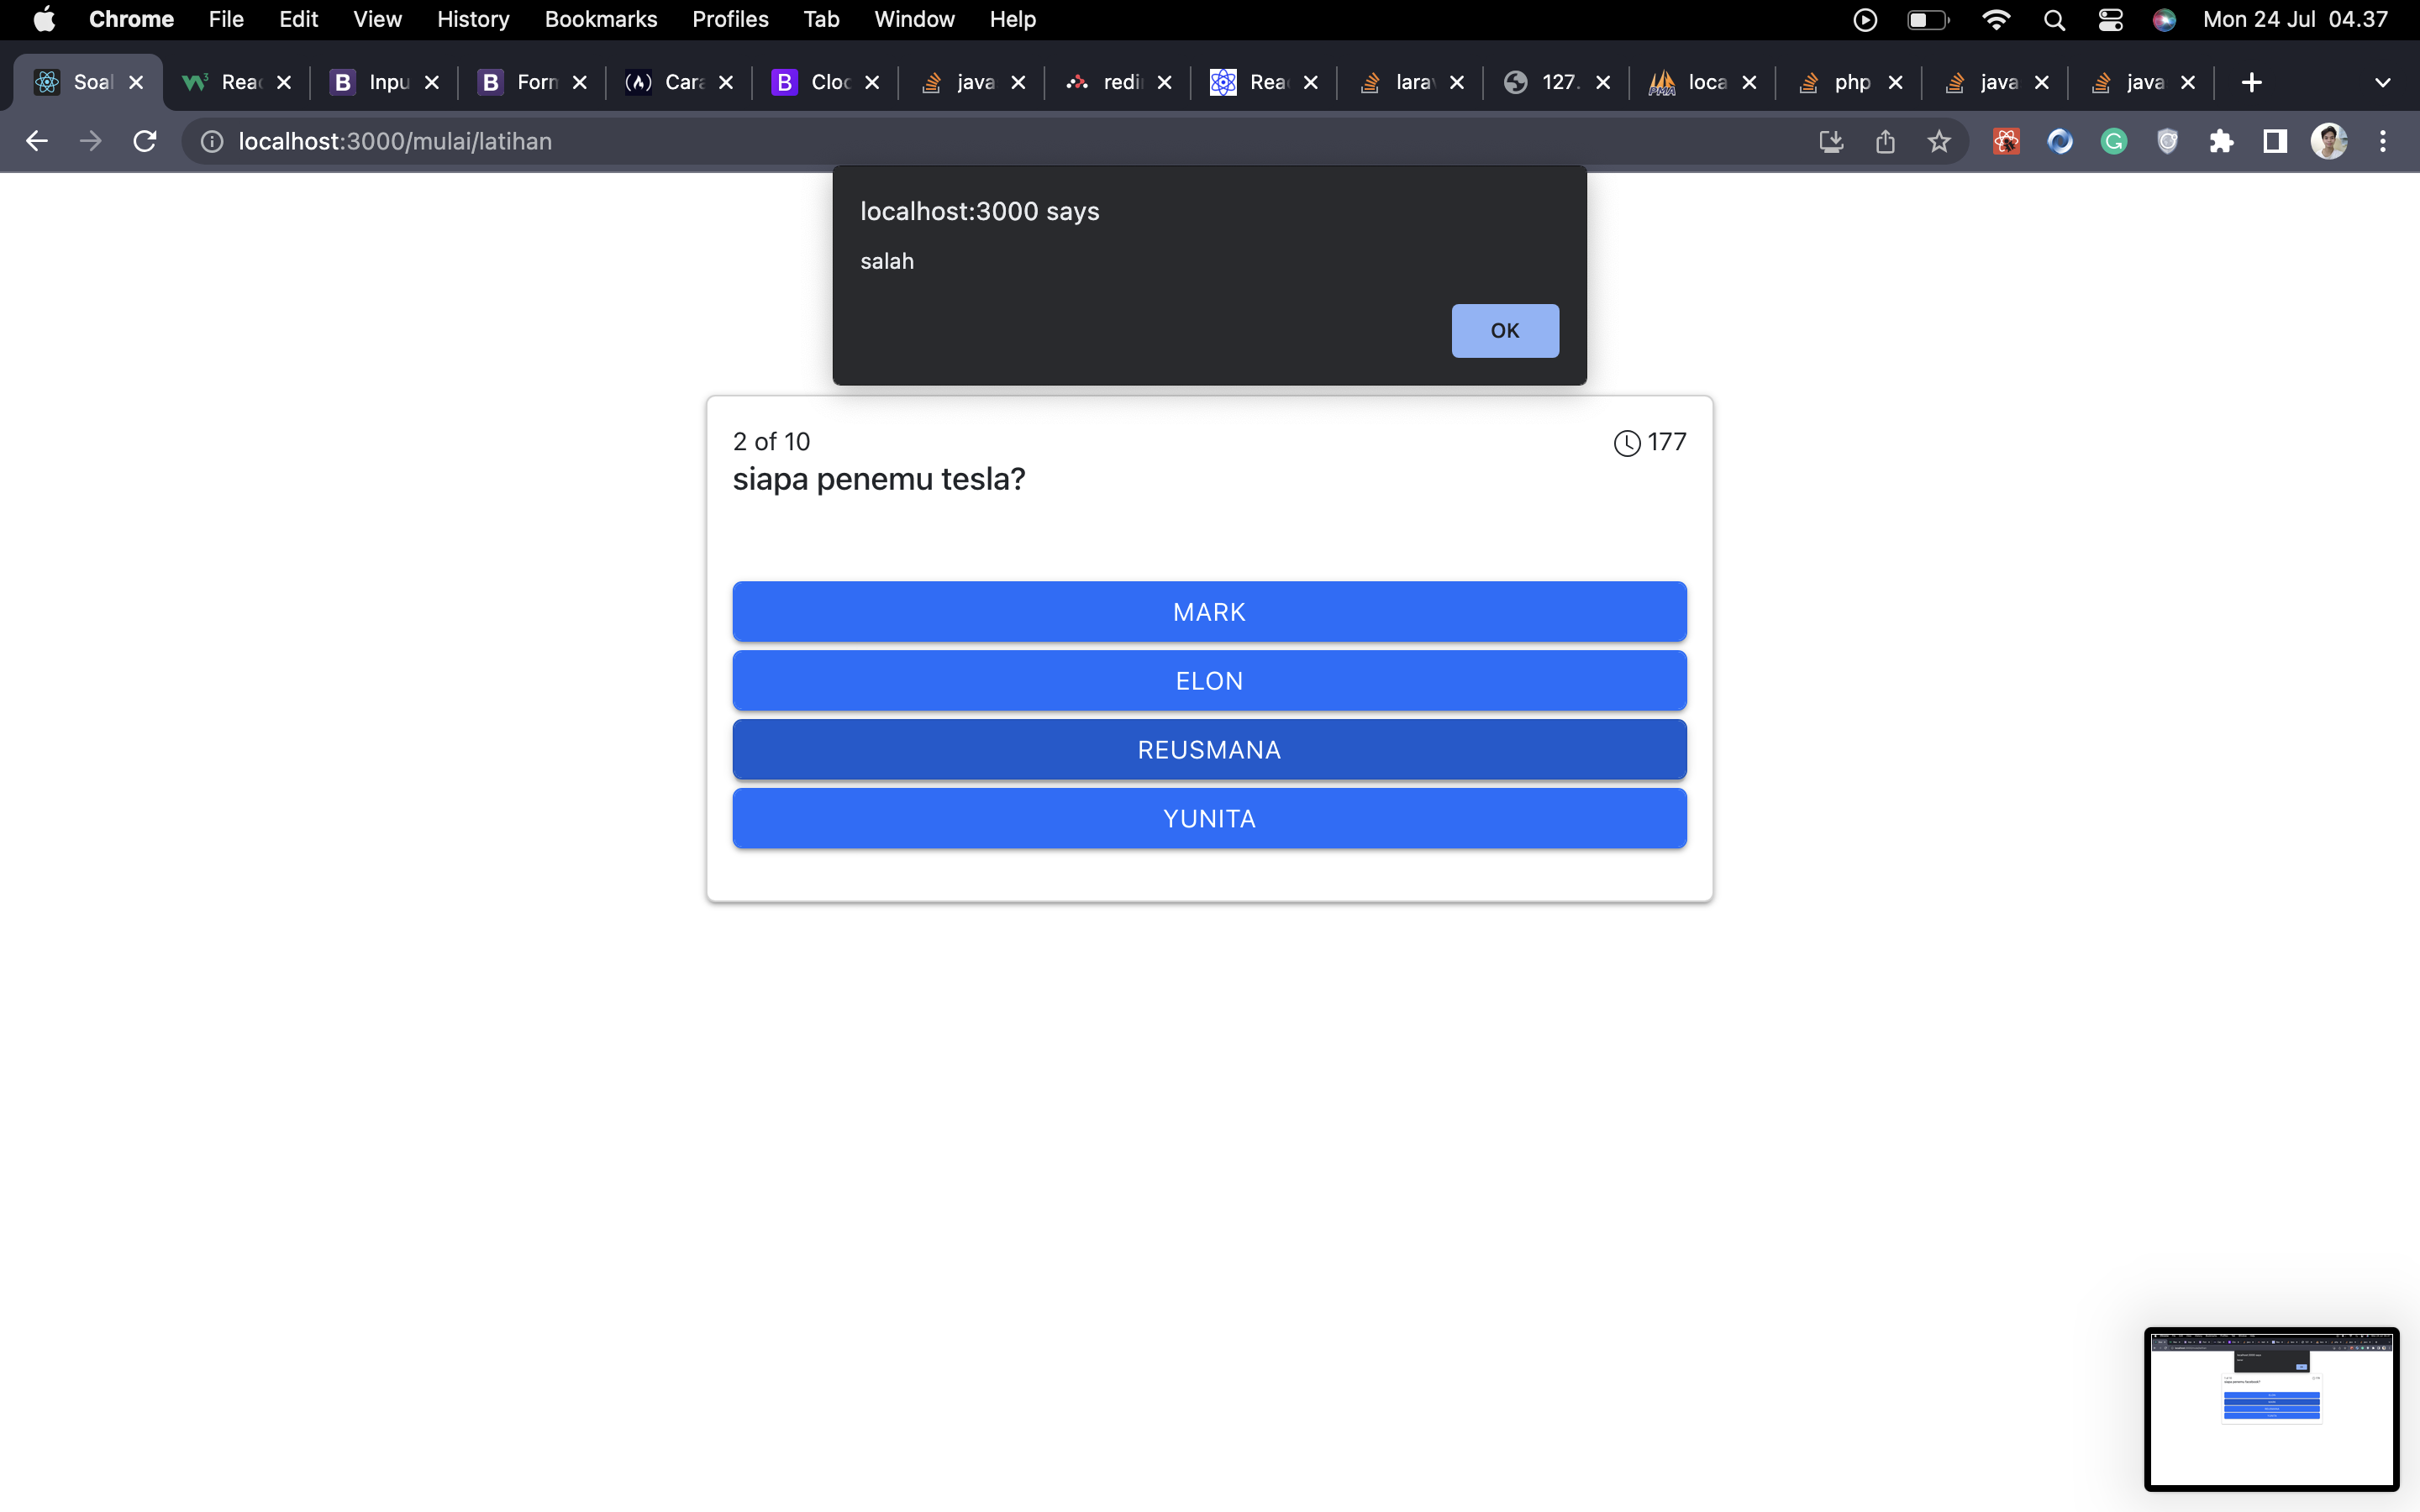 Chrome File Edit View History Bookmarks Profiles Tab Window Help Mon 24 Jul 04.37
Soal Rea Inpu Forn Cara Cloc java redi Rea lara 127. loca php java java
localhost:3000/mulai/latihan
localhost:3000 says
salah
OK
2 of 10 177
siapa penemu tesla?
MARK
ELON
REUSMANA
YUNITA